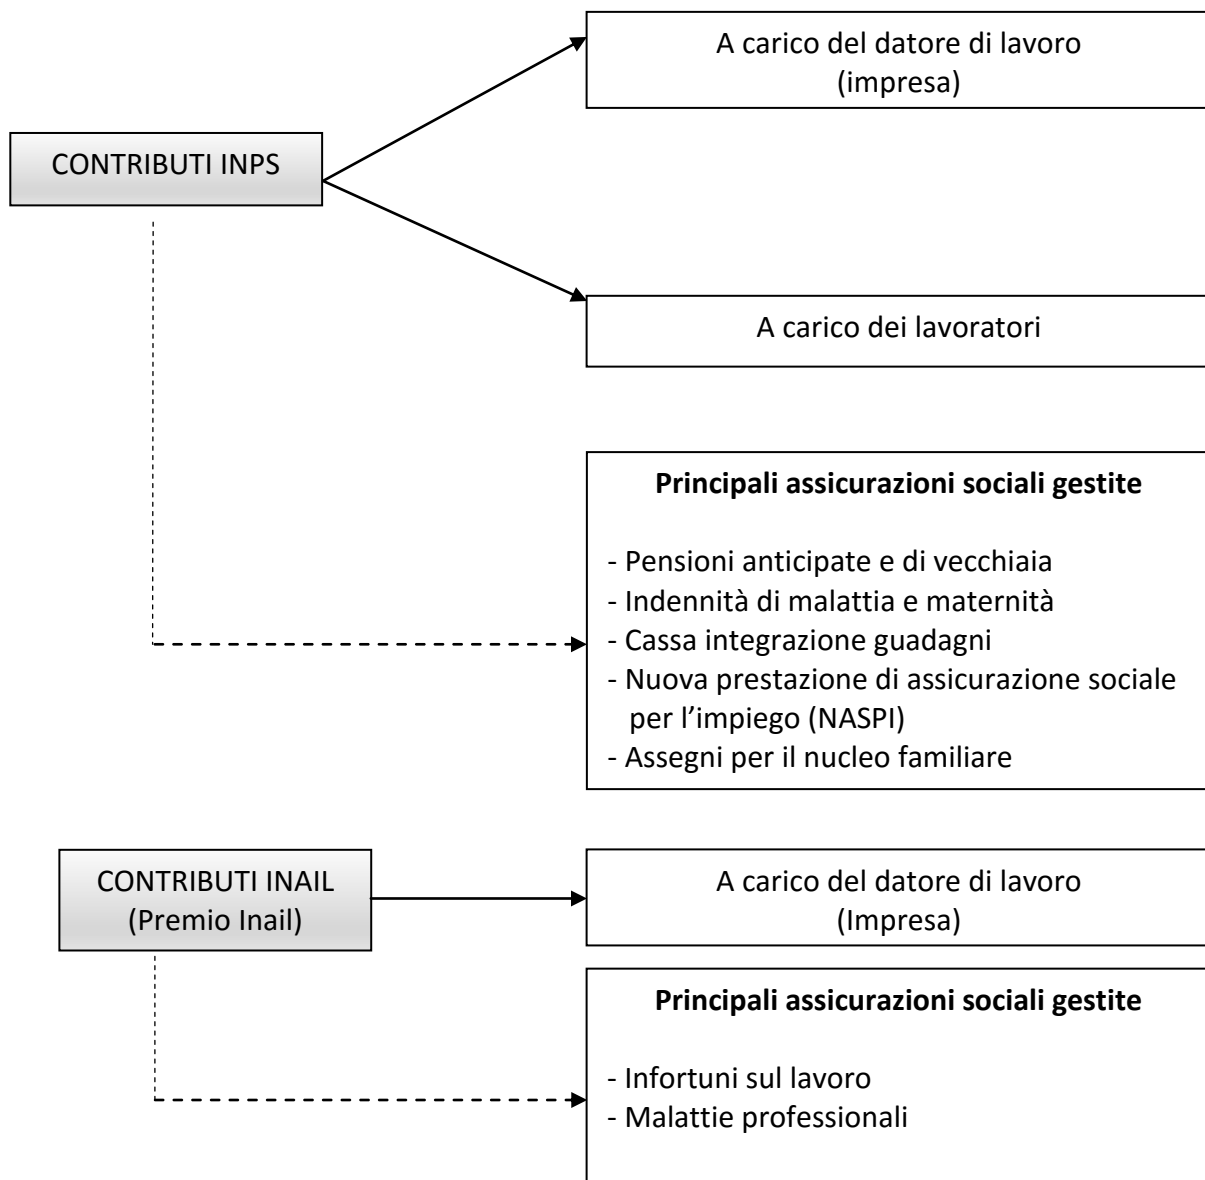 A carico del datore di lavoro
(impresa)
CONTRIBUTI INPS
A carico dei lavoratori
Principali assicurazioni sociali gestite
- Pensioni anticipate e di vecchiaia
- Indennità di malattia e maternità
- Cassa integrazione guadagni
- Nuova prestazione di assicurazione sociale
per l’impiego (NASPI)
- Assegni per il nucleo familiare
CONTRIBUTI INAIL
(Premio Inail)
A carico del datore di lavoro
(Impresa)
Principali assicurazioni sociali gestite
- Infortuni sul lavoro
- Malattie professionali